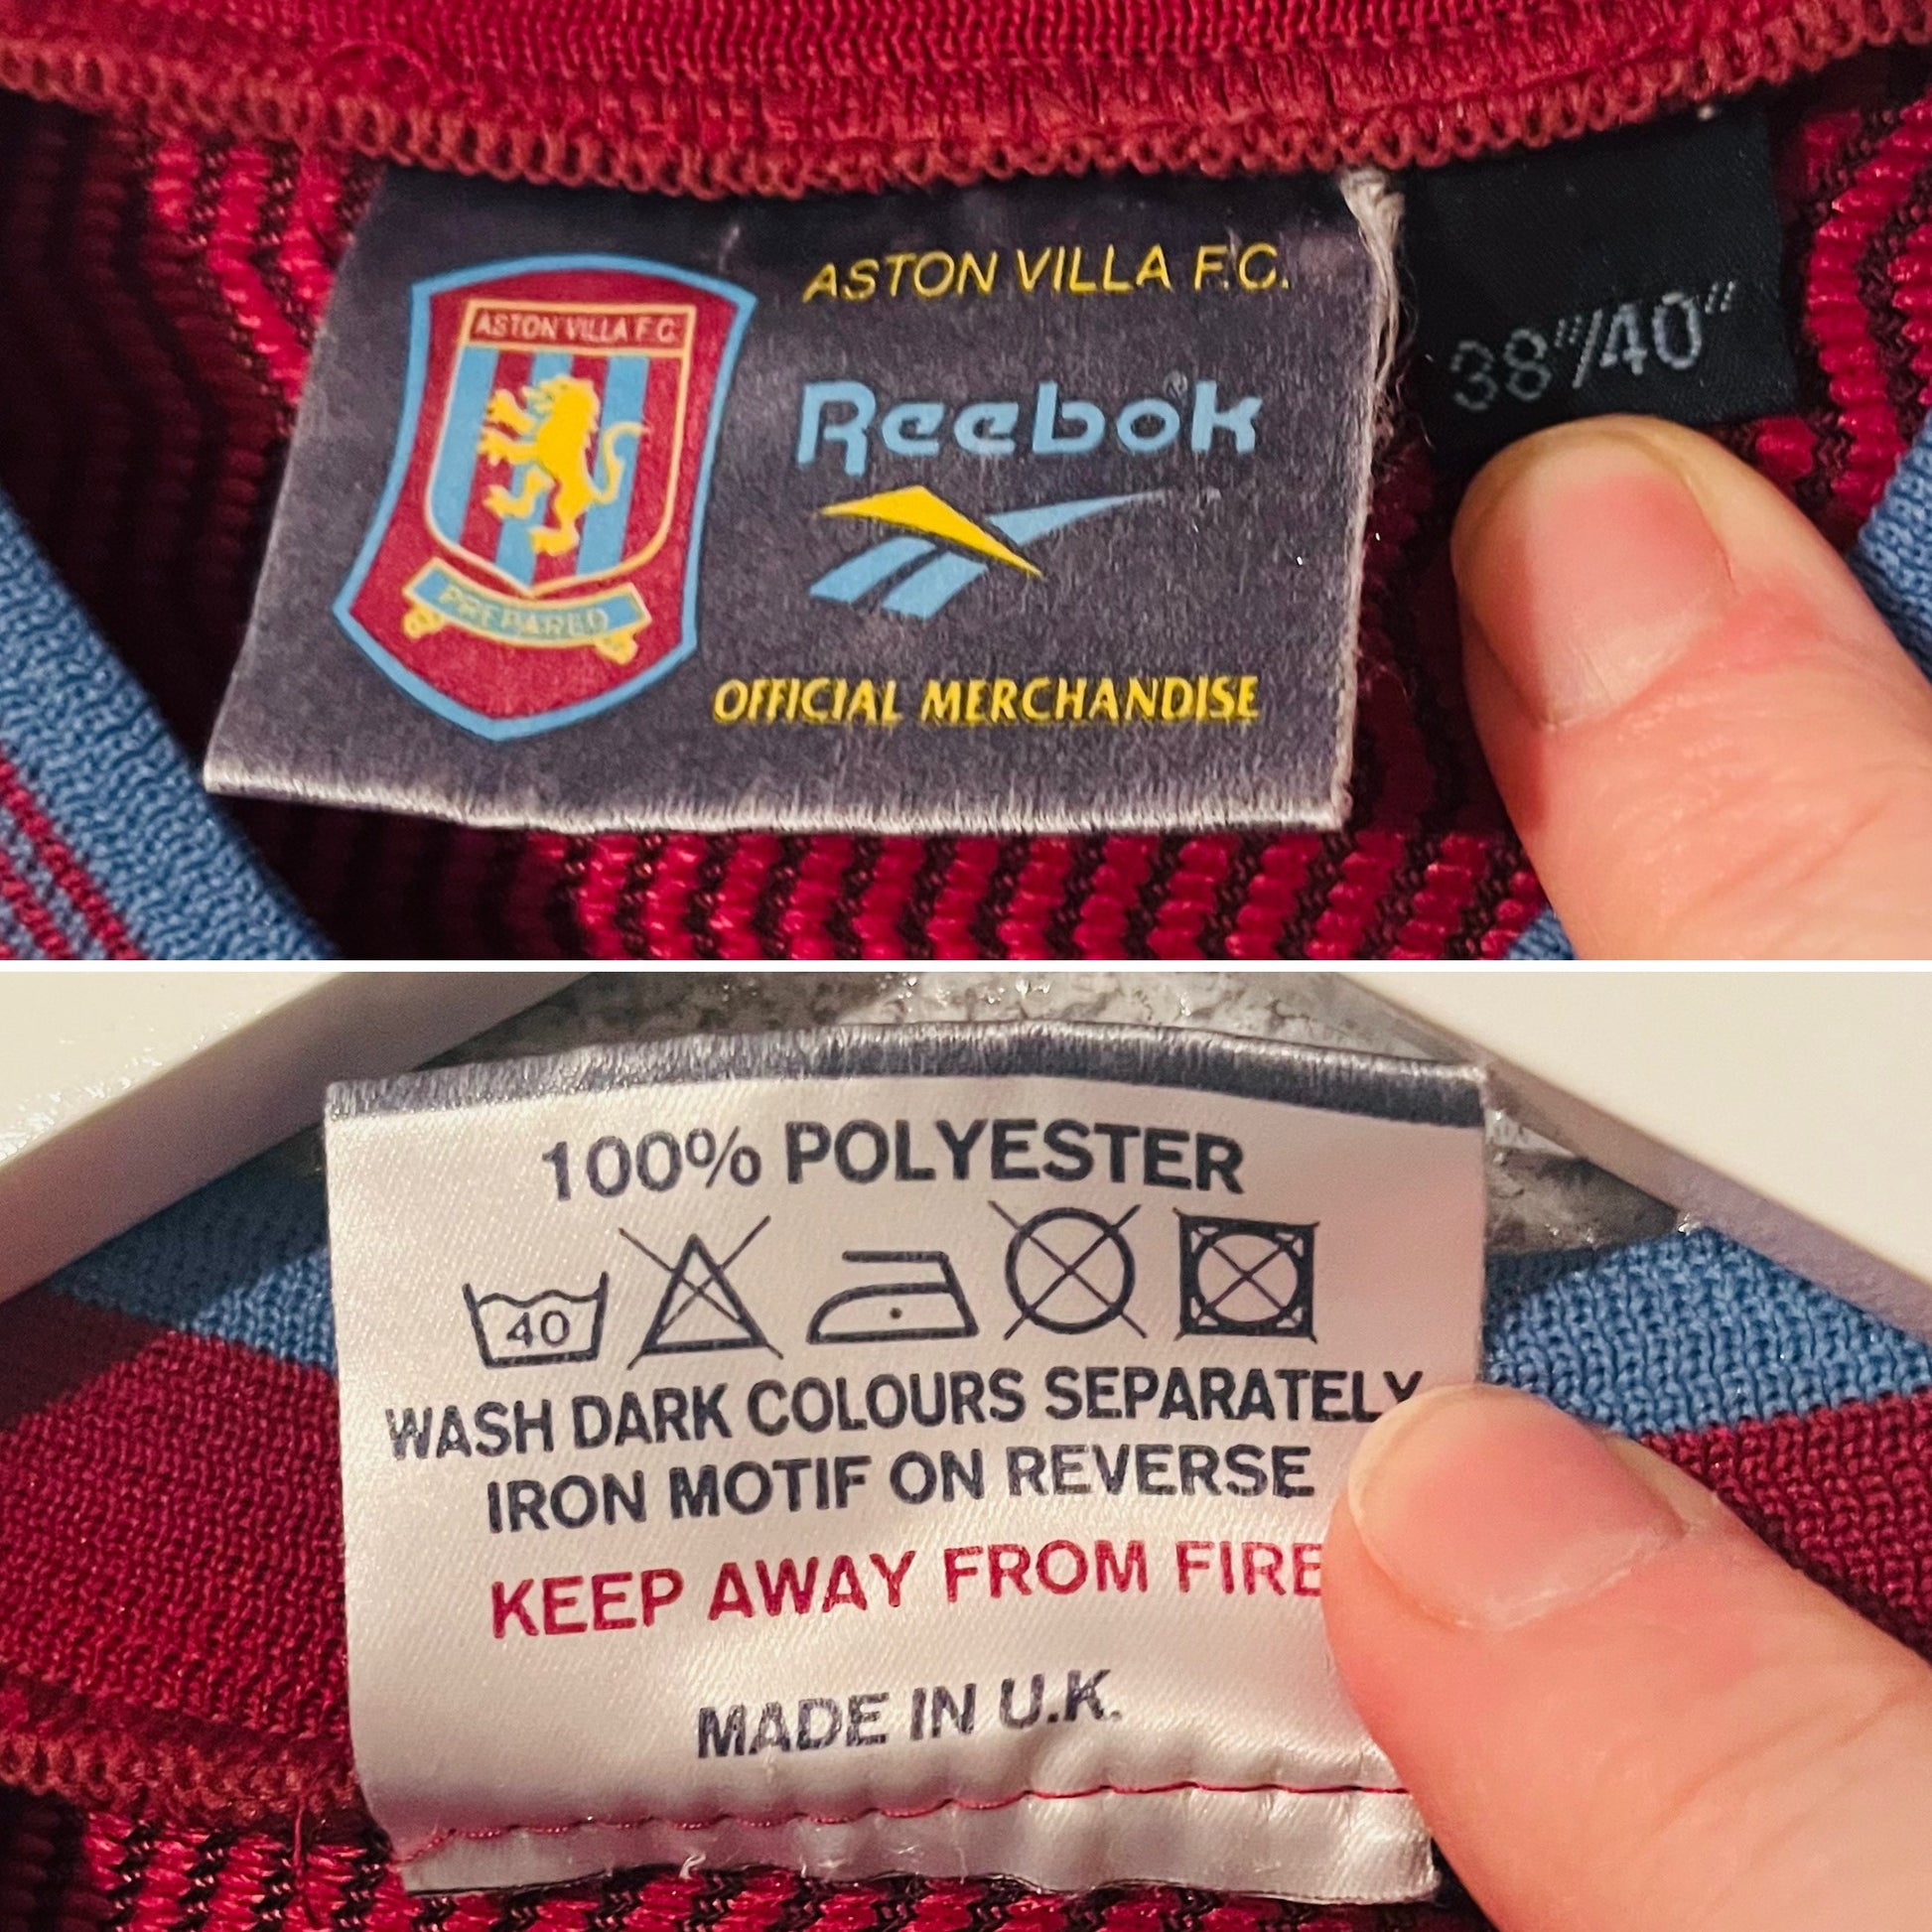 ASTON VILLA F.C.
ASTON VILLA F.C.
Reebok
PREPARED
OFFICIAL MERCHANDISE
38"/40"
100% POLYESTER
40
WASH DARK COLOURS SEPARATELY
IRON MOTIF ON REVERSE
KEEP AWAY FROM FIRE
MADE IN U.K.